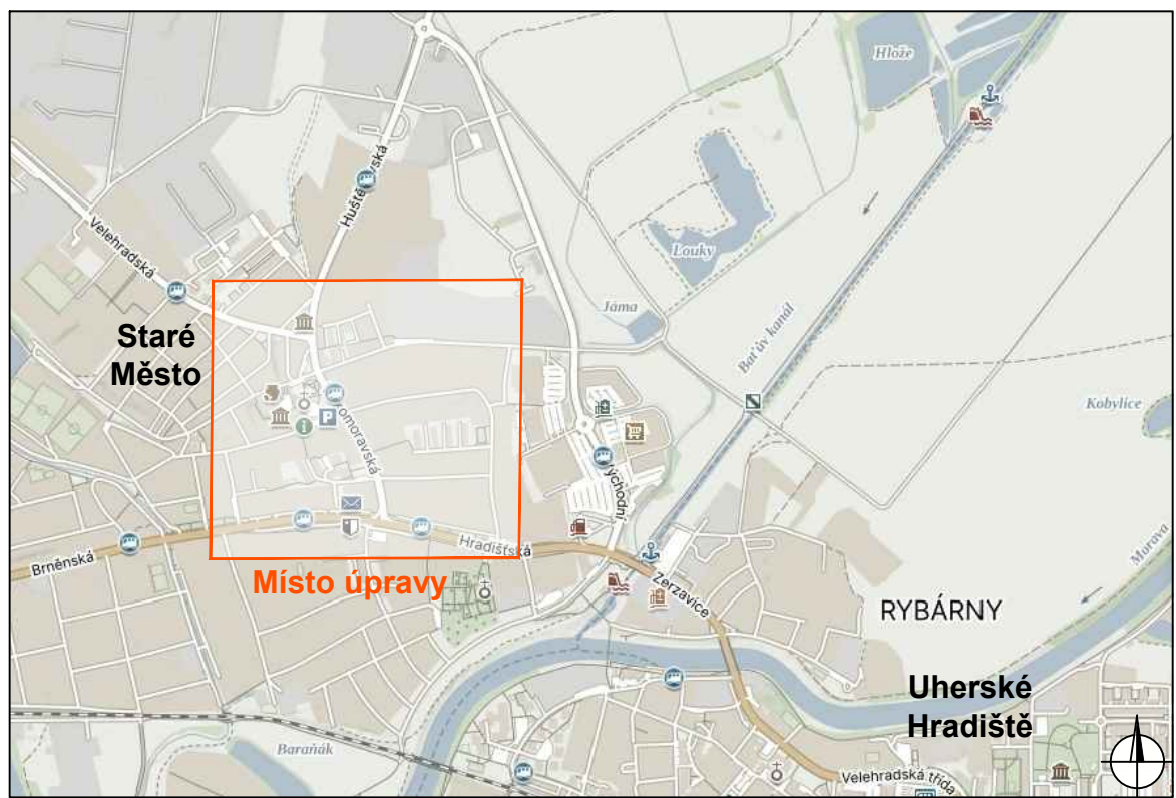 Hlože
Huštěnovská
Velehradská
Louky
Jáma
Staré
Město
Baťův kanál
Kobylice
P
i
Východní
Hradišťská
Brněnská
Místo úpravy
Zerzavice
Morava
RYBÁRNY
Uherské
Hradiště
Baraňák
Velehradská třída